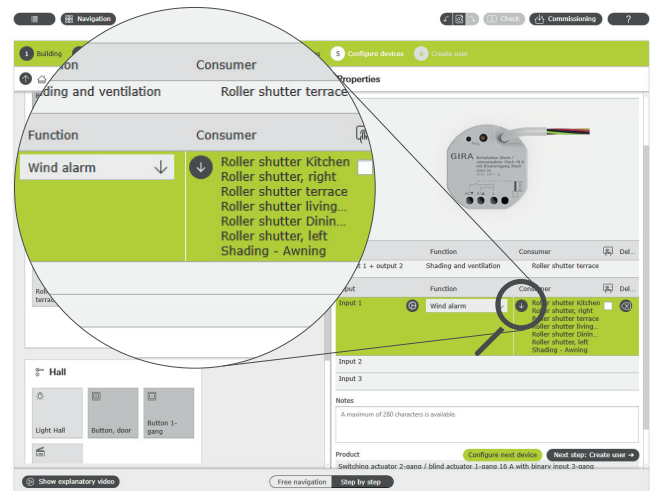 Navigation
Check
Commissioning
?
1 Building
5 Configure devices
6 Create user
Properties
Consumer
Roller shutter terrace
Function
Consumer
Wind alarm
Roller shutter Kitchen
Roller shutter, right
Roller shutter terrace
Roller shutter living...
Roller shutter Dinin...
Roller shutter, left
Shading - Awning
GIRA
Function
Consumer
Del...
1 + output 2
Shading and ventilation
Roller shutter terrace
Function
Consumer
Del...
Input 1
Wind alarm
Roller shutter Kitchen
Roller shutter, right
Roller shutter terrace
Roller shutter living...
Roller shutter Dinin...
Roller shutter, left
Shading - Awning
Input 2
Input 3
Hall
Light Hall
Button, door
Button 1-
gang
Notes
A maximum of 280 characters is available.
Product
Configure next device
Next step: Create user
Switching actuator 2-gang / blind actuator 1-gang 16 A with binary input 3-gang
Show explanatory video
Free navigation
Step by step